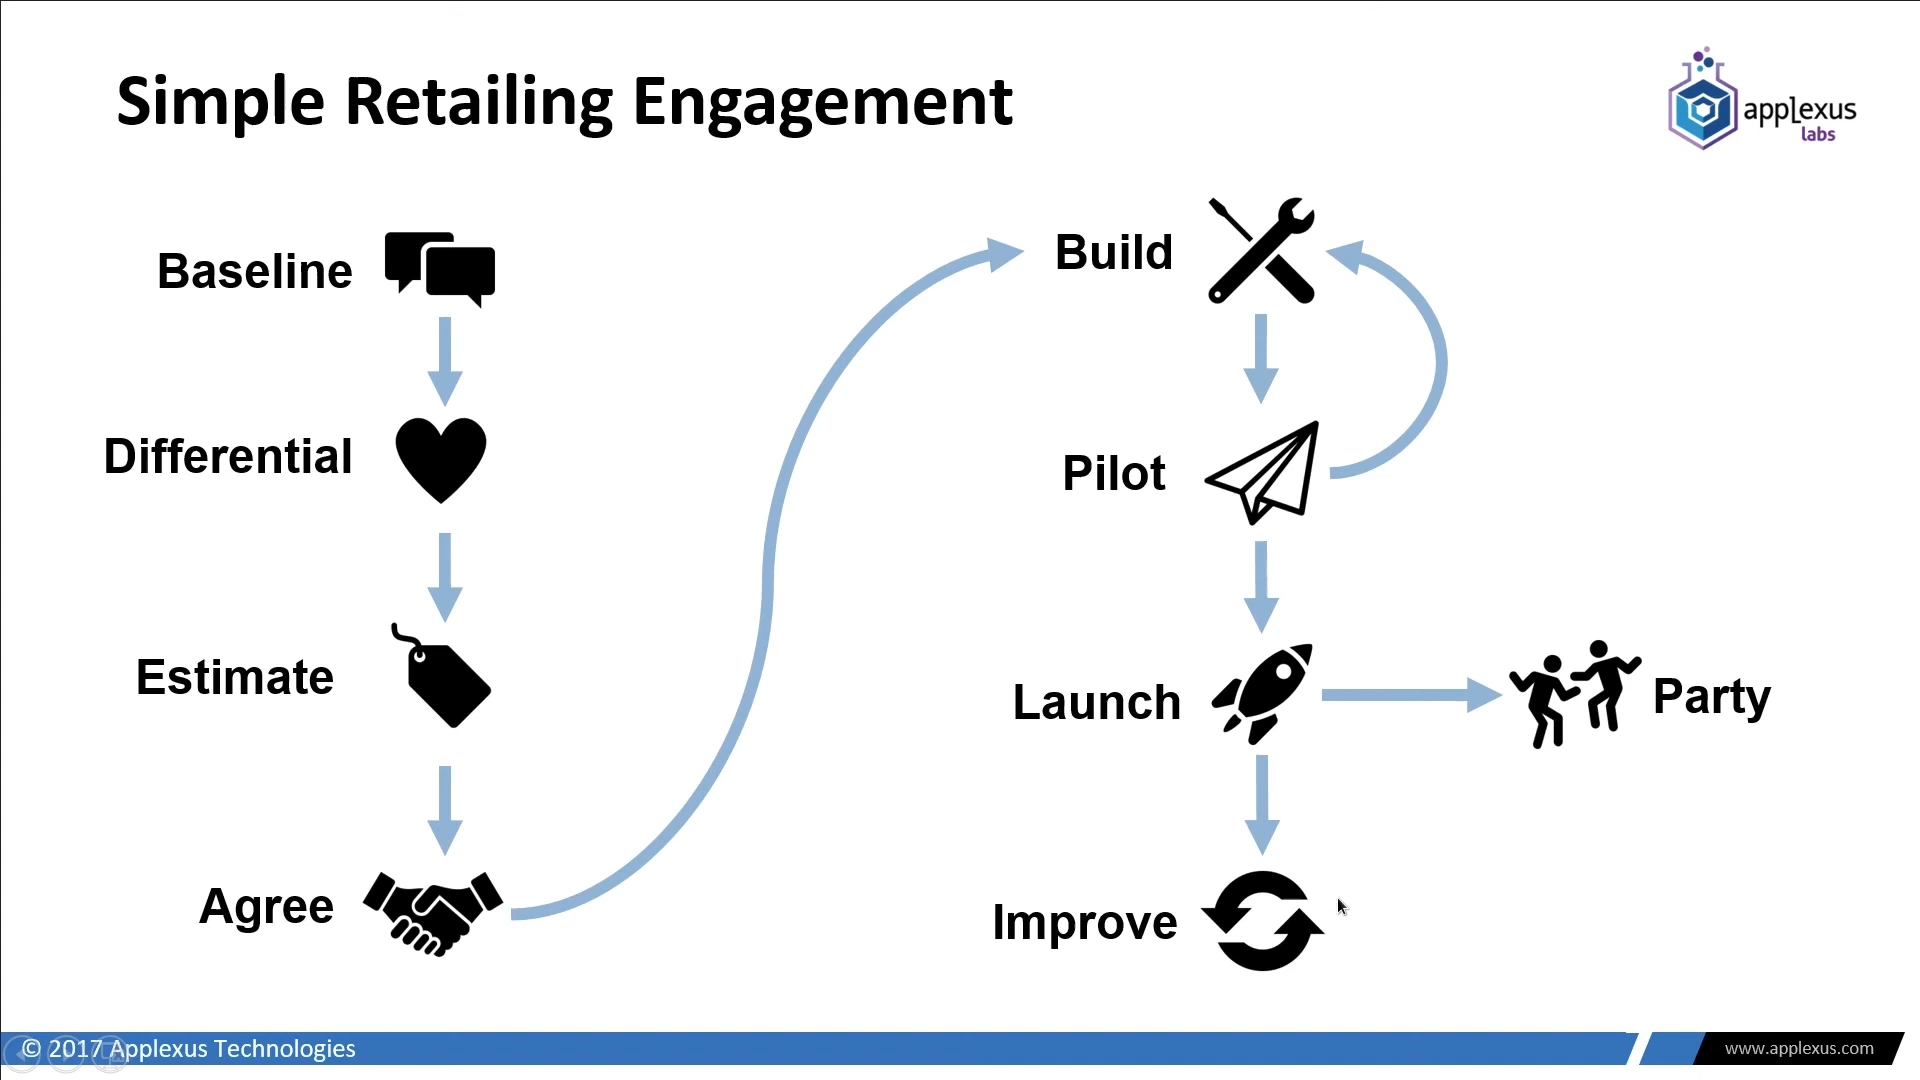 Simple Retailing Engagement
applexus
labs
Baseline
Differential
Estimate
Agree
Build
Pilot
Launch
Party
Improve
© 2017 Applexus Technologies
www.applexus.com